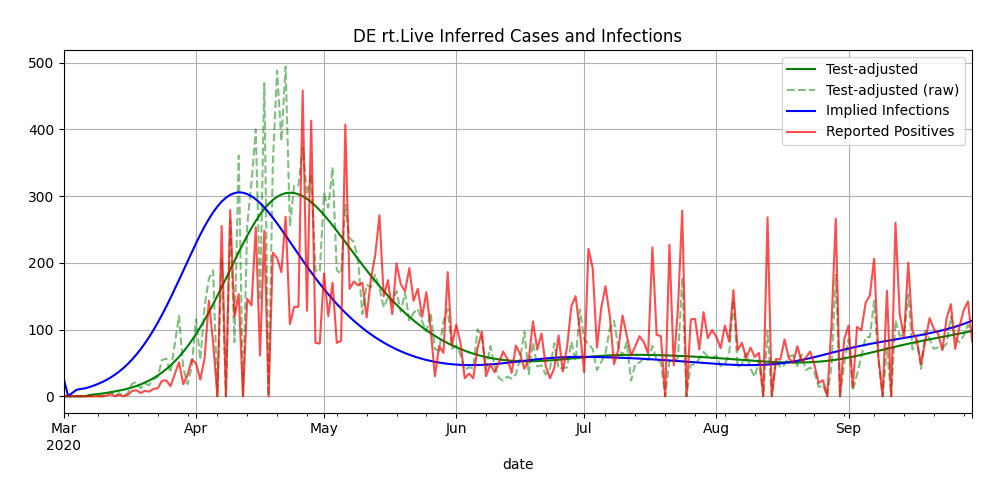 DE rt.Live Inferred Cases and Infections
500
400
300
200
100
0
Test-adjusted
Test-adjusted (raw)
Implied Infections
Reported Positives
Mar
2020
Apr
May
Jun
Jul
Aug
Sep
date